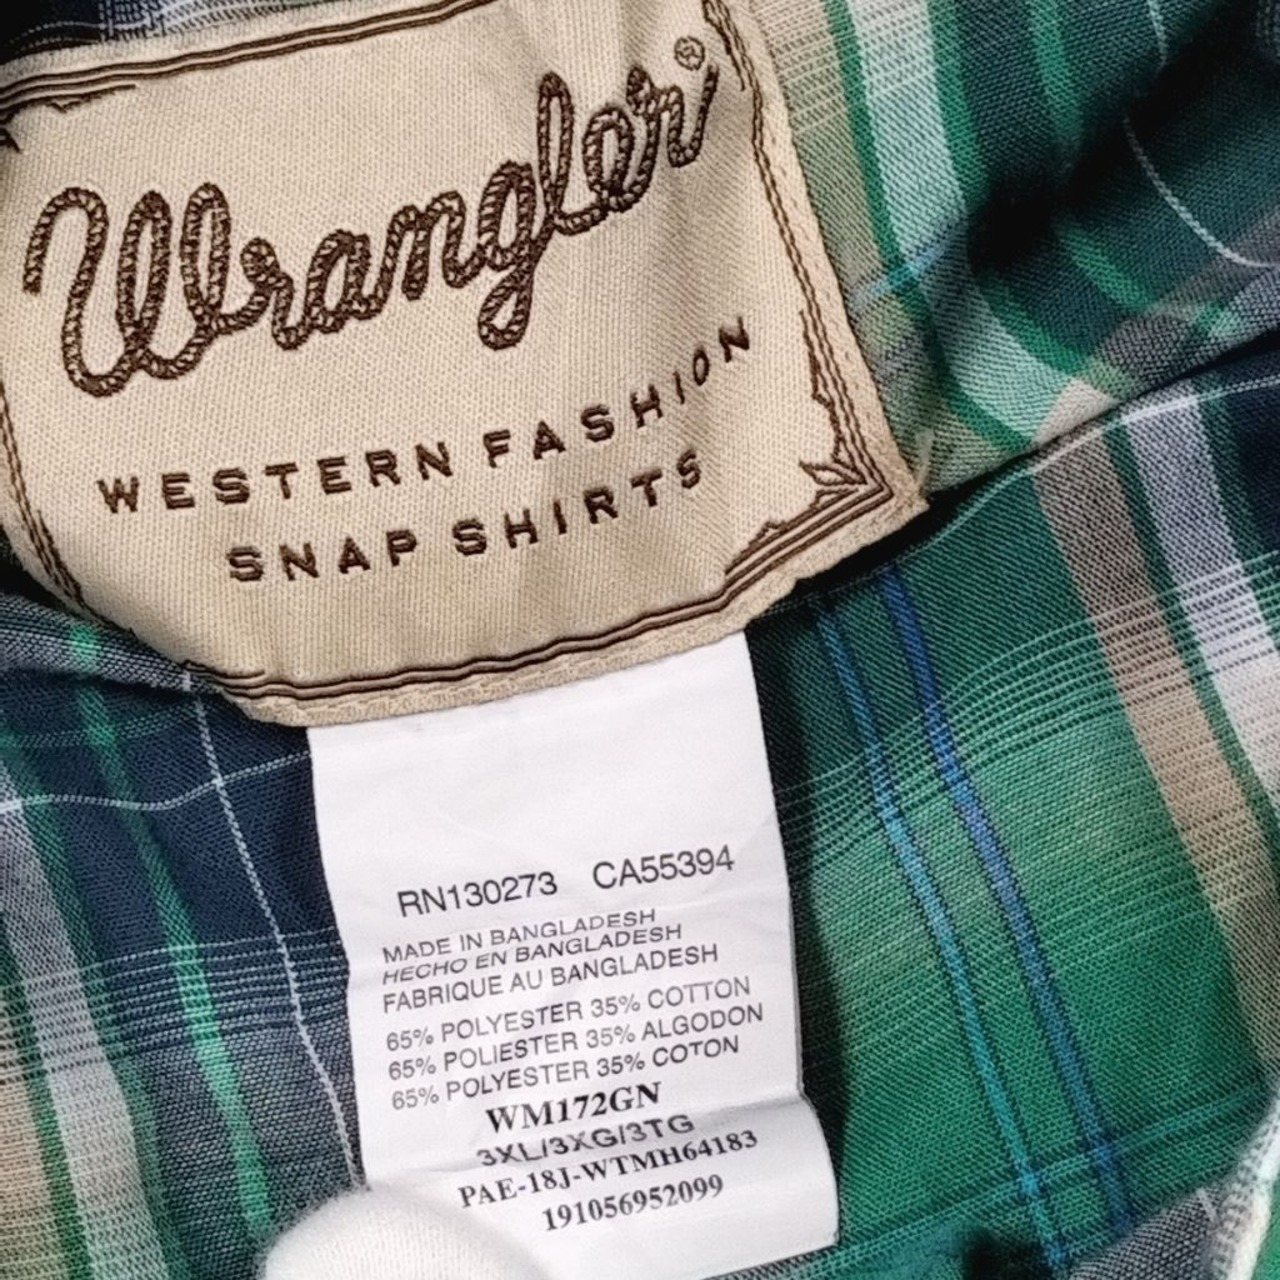 Wrangler®
WESTERN FASHION
SNAP SHIRTS
RN130273 CA55394
MADE IN BANGLADESH
HECHO EN BANGLADESH
FABRIQUE AU BANGLADESH
65% POLYESTER 35% COTTON
65% POLIESTER 35% ALGODON
65% POLYESTER 35% COTON
WM172GN
3XL/3XG/3TG
PAE-18J-WTMH64183
191056952099